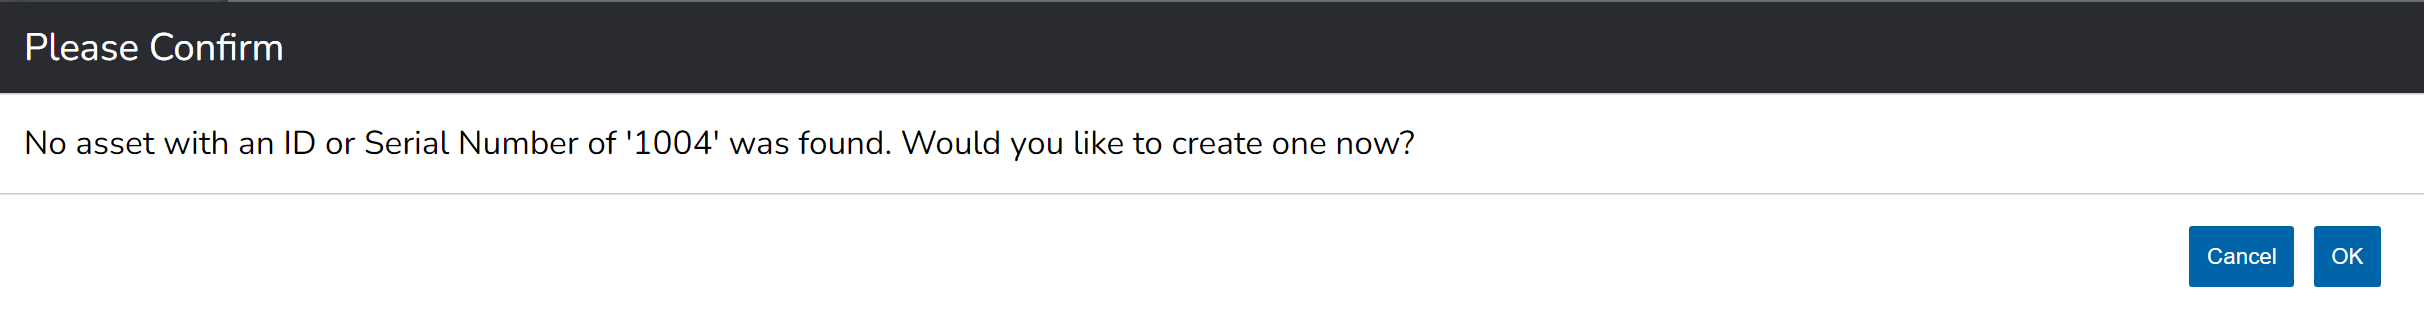 Please Confirm
No asset with an ID or Serial Number of '1004' was found. Would you like to create one now?
Cancel OK